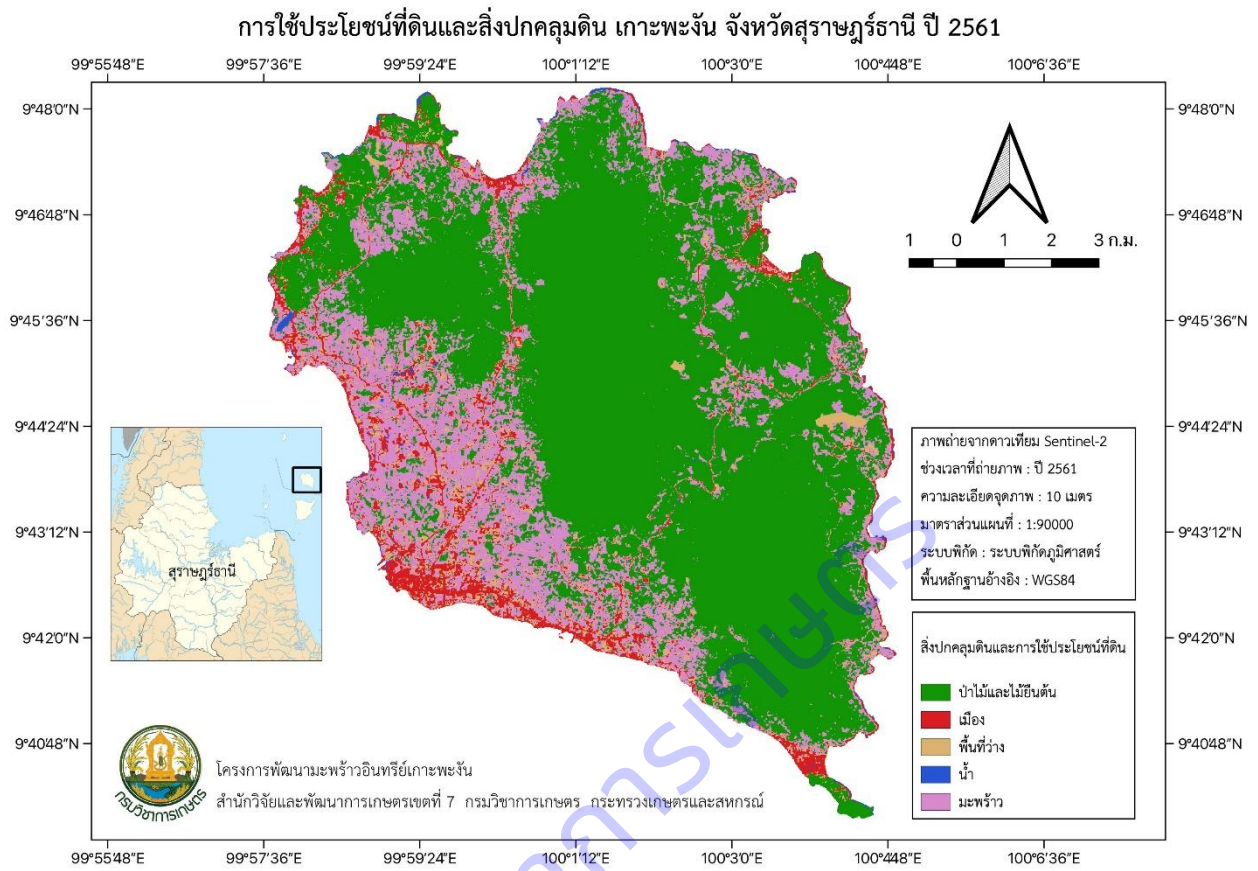 การใช้ประโยชน์ที่ดินและสิ่งปกคลุมดิน เกาะพะงัน จังหวัดสุราษฎร์ธานี ปี 2561
99°55'48"E 99°57'36"E 99°59'24"E 100°1'12"E 100°30"E 100°4'48"E 100°6'36"E
9°48'0"N 9°48'0"N
9°46'48"N 9°46'48"N
1 0 1 2 3 ก.ม.
9°45'36"N 9°45'36"N
9°44'24"N 9°44'24"N
ภาพถ่ายจากดาวเทียม Sentinel-2
ช่วงเวลาที่ถ่ายภาพ : ปี 2561
ความละเอียดจุดภาพ : 10 เมตร
มาตราส่วนแผนที่ : 1:90000
ระบบพิกัด : ระบบพิกัดภูมิศาสตร์
พื้นหลักฐานอ้างอิง : WGS84
9°43'12"N 9°43'12"N
สุราษฎร์ธานี
9°42'0"N 9°42'0"N
สิ่งปกคลุมดินและการใช้ประโยชน์ที่ดิน
ป่าไม้และไม้ยืนต้น
เมือง
พื้นที่ว่าง
น้ำ
มะพร้าว
9°40'48"N 9°40'48"N
กรมวิชาการเกษตร
โครงการพัฒนามะพร้าวอินทรีย์เกาะพะงัน
สำนักวิจัยและพัฒนาการเกษตรเขตที่ 7 กรมวิชาการเกษตร กระทรวงเกษตรและสหกรณ์
99°55'48"E 99°57'36"E 99°59'24"E 100°1'12"E 100°30"E 100°4'48"E 100°6'36"E
าการเกษตร